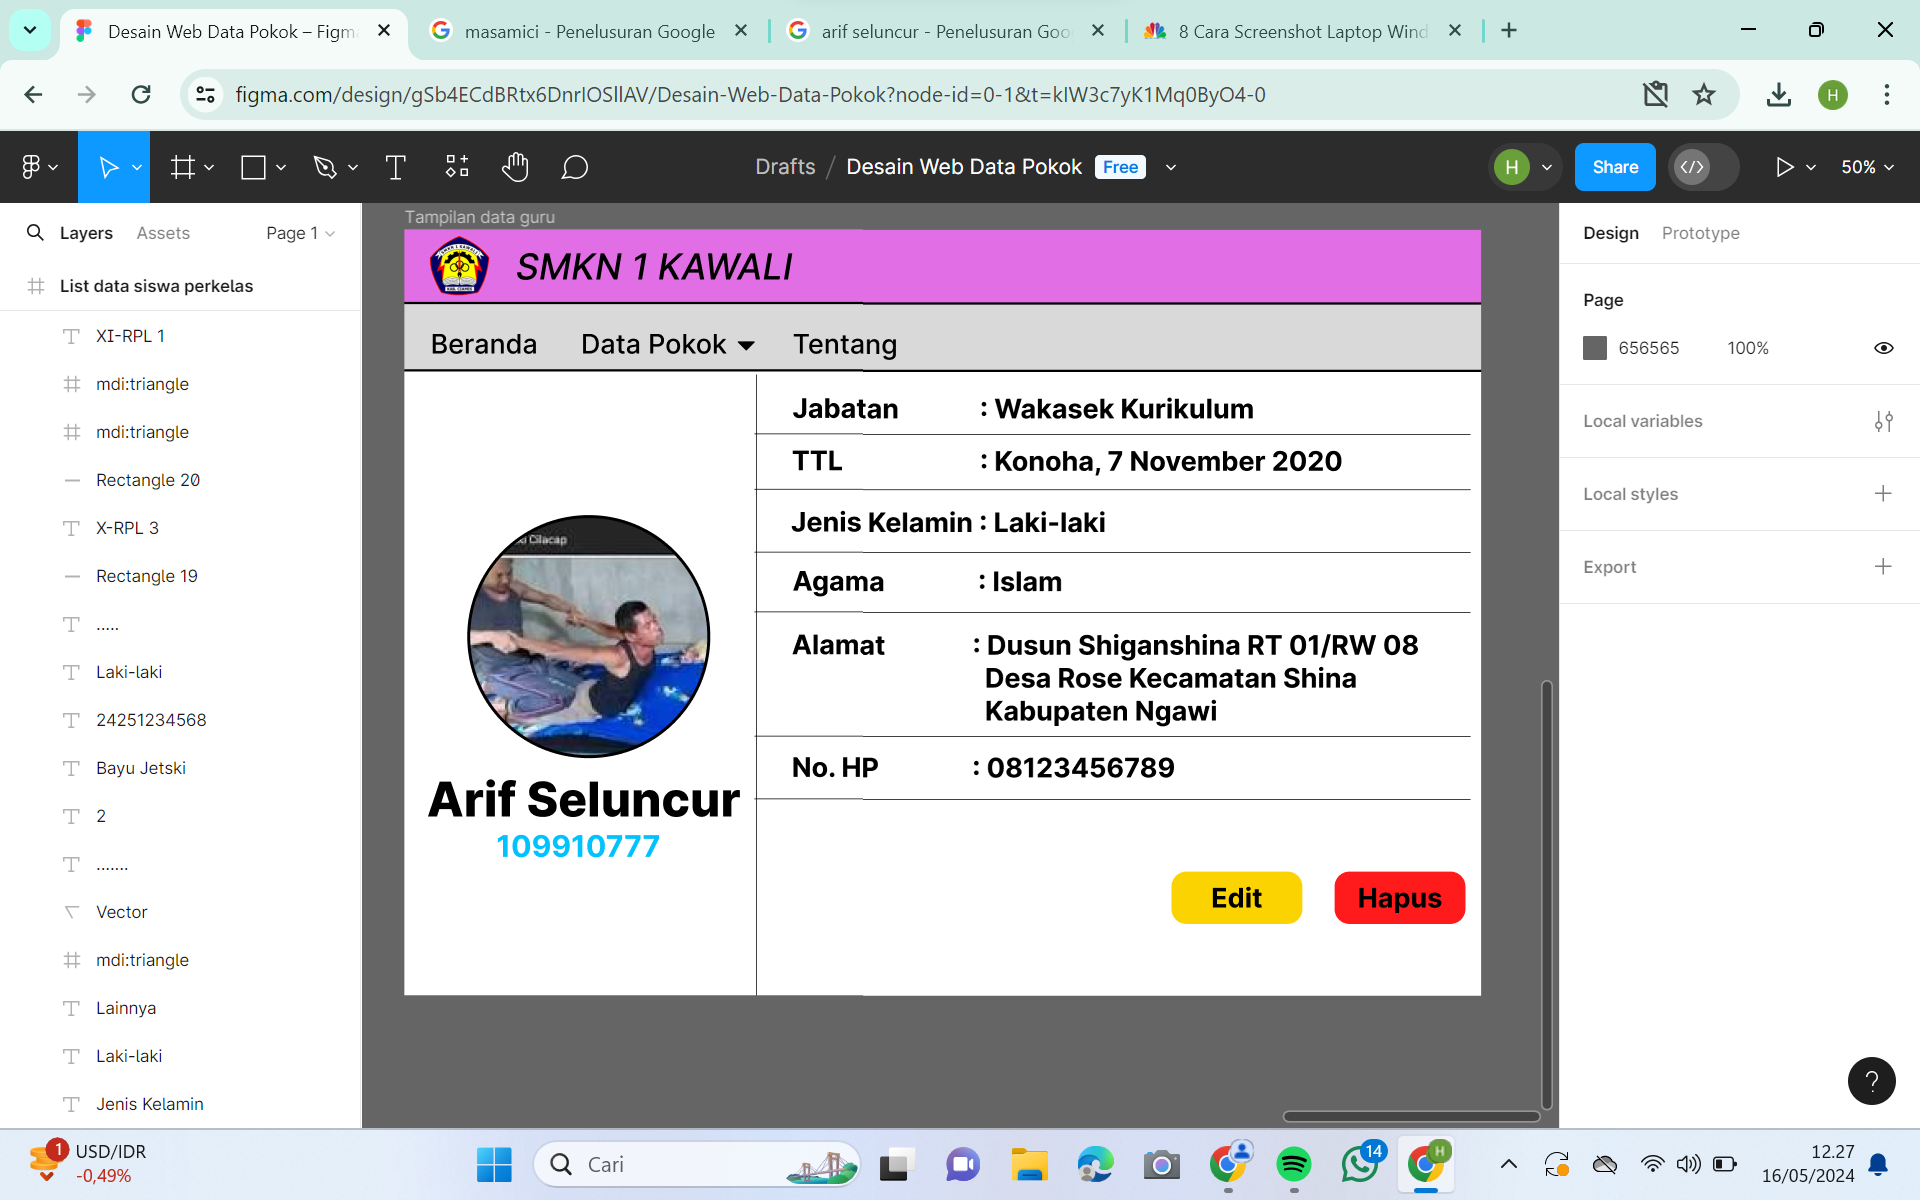 Desain Web Data Pokok – Figma
masamici - Penelusuran Google
arif seluncur - Penelusuran Goo
8 Cara Screenshot Laptop Wind
figma.com/design/gSb4ECdBRtx6DnrIOSllAV/Desain-Web-Data-Pokok?node-id=0-1&t=kIW3c7yK1Mq0ByO4-0
H
Drafts / Desain Web Data Pokok Free
H
Share
50%
Layers Assets Page 1
List data siswa perkelas
XI-RPL 1
mdi:triangle
mdi:triangle
Rectangle 20
X-RPL 3
Rectangle 19
.....
Laki-laki
24251234568
Bayu Jetski
2
.......
Vector
mdi:triangle
Lainnya
Laki-laki
Jenis Kelamin
Tampilan data guru
SMKN 1 KAWALI
SMKN 1 KAWALI
Beranda Data Pokok Tentang
Cilacap
Arif Seluncur
109910777
Jabatan : Wakasek Kurikulum
TTL : Konoha, 7 November 2020
Jenis Kelamin : Laki-laki
Agama : Islam
Alamat : Dusun Shiganshina RT 01/RW 08
Desa Rose Kecamatan Shina
Kabupaten Ngawi
No. HP : 08123456789
Edit Hapus
Design Prototype
Page
656565 100%
Local variables
Local styles
Export
?
1
USD/IDR
-0,49%
Cari
14
H
12.27
16/05/2024